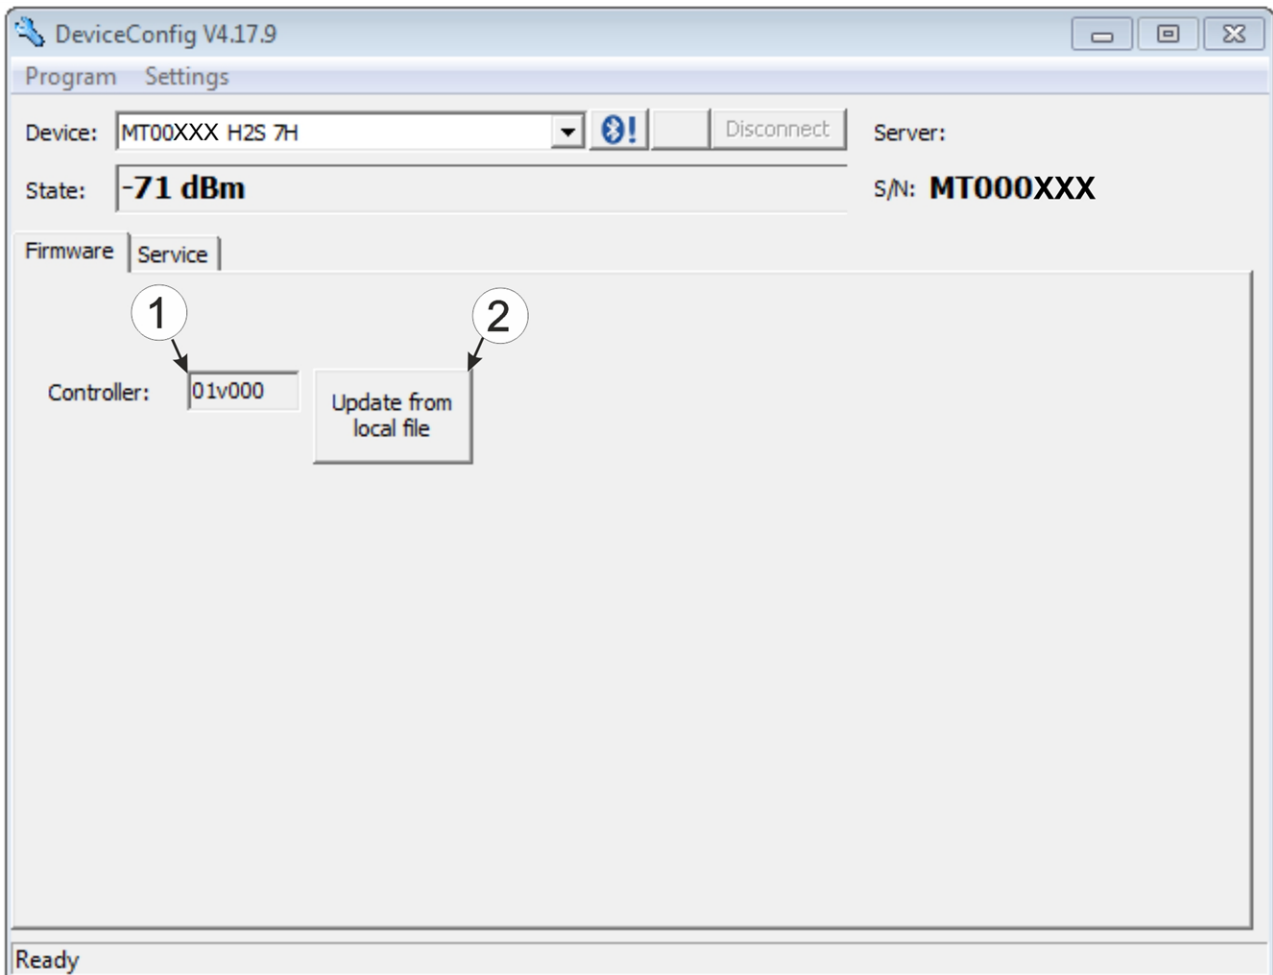 DeviceConfig V4.17.9
Program Settings
Device: MT00XXX H2S 7H Disconnect Server:
State: -71 dBm S/N: MT000XXX
Firmware Service
1 2
Controller: 01v000 Update from
local file
Ready